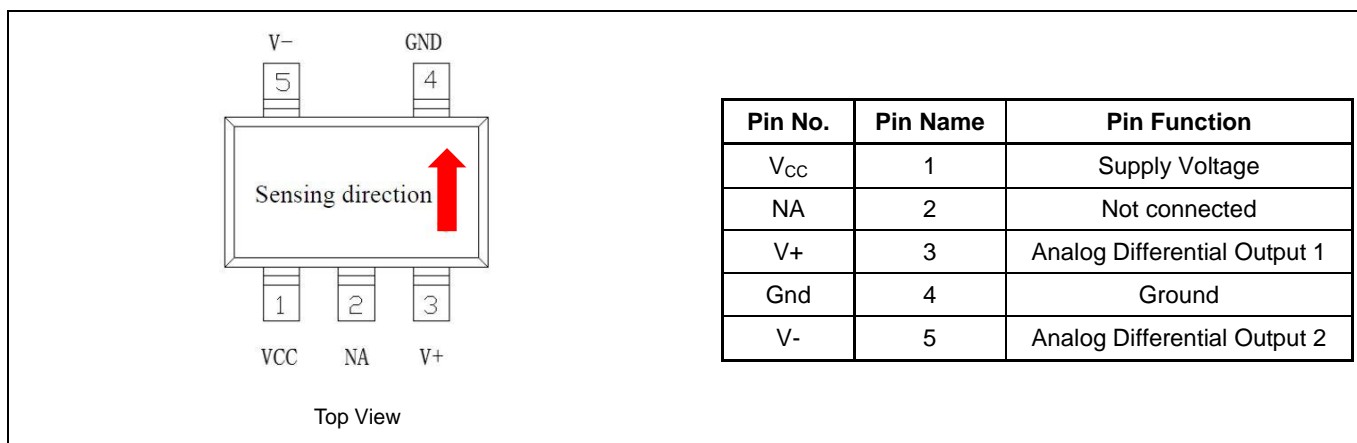 V- GND
5 4
Sensing direction
1 2 3
VCC NA V+
Top View
Pin No. Pin Name Pin Function
VCC 1 Supply Voltage
NA 2 Not connected
V+ 3 Analog Differential Output 1
Gnd 4 Ground
V- 5 Analog Differential Output 2